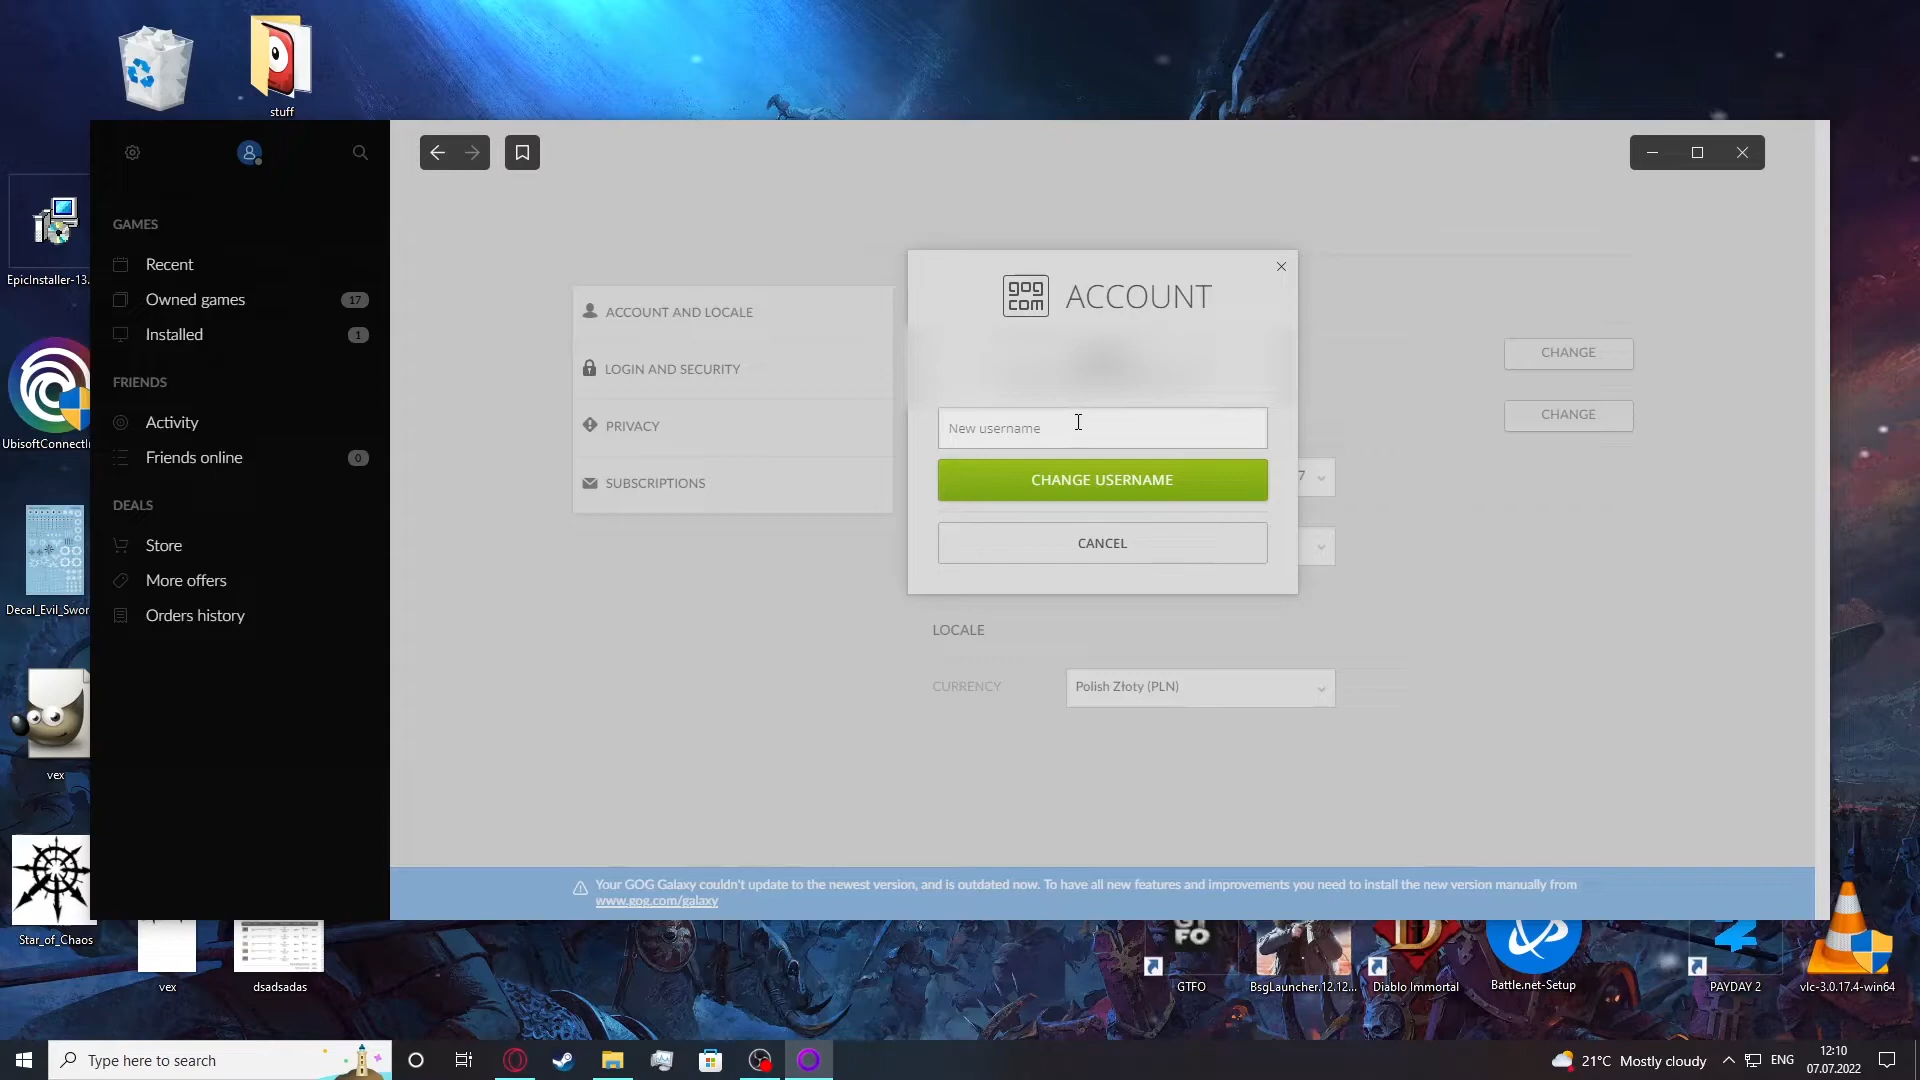 stuff
EpicInstaller-13.
UbisoftConnectIn
Decal_Evil_Swor
vex
Star_of_Chaos
GAMES
Recent
Owned games 17
Installed 1
FRIENDS
Activity
Friends online 0
DEALS
Store
More offers
Orders history
ACCOUNT AND LOCALE
LOGIN AND SECURITY
PRIVACY
SUBSCRIPTIONS
gog
com
ACCOUNT
New username
CHANGE USERNAME
CANCEL
CHANGE
CHANGE
7
LOCALE
CURRENCY
Polish Złoty (PLN)
Your GOG Galaxy couldn't update to the newest version, and is outdated now. To have all new features and improvements you need to install the new version manually from
www.gog.com/galaxy
vex
dsadsadas
GTFO
GTFO
BsgLauncher.12.12...
Diablo Immortal
Battle.net-Setup
PAYDAY 2
vlc-3.0.17.4-win64
Type here to search
21°C Mostly cloudy
ENG
12:10
07.07.2022